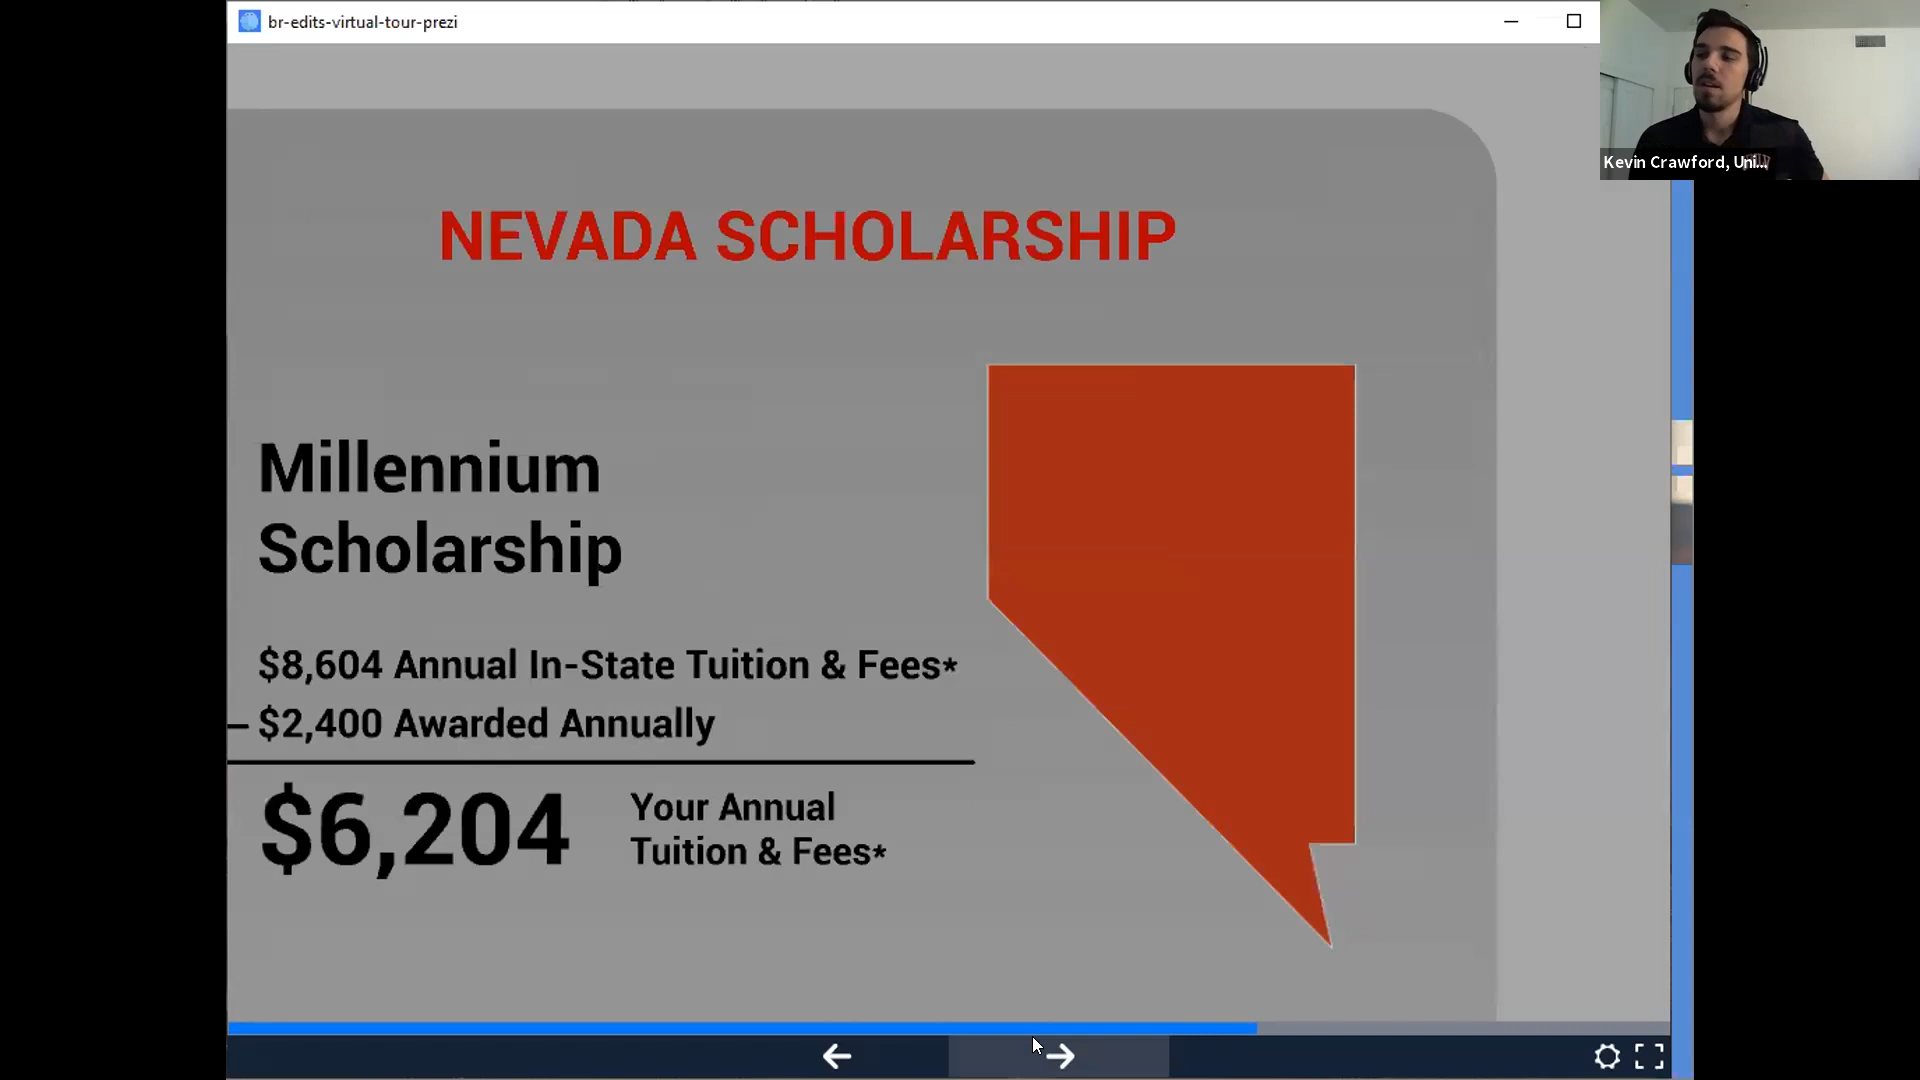 br-edits-virtual-tour-prezi
Kevin Crawford, Uni...
NEVADA SCHOLARSHIP
Millennium
Scholarship
$8,604 Annual In-State Tuition & Fees*
– $2,400 Awarded Annually
$6,204
Your Annual
Tuition & Fees*